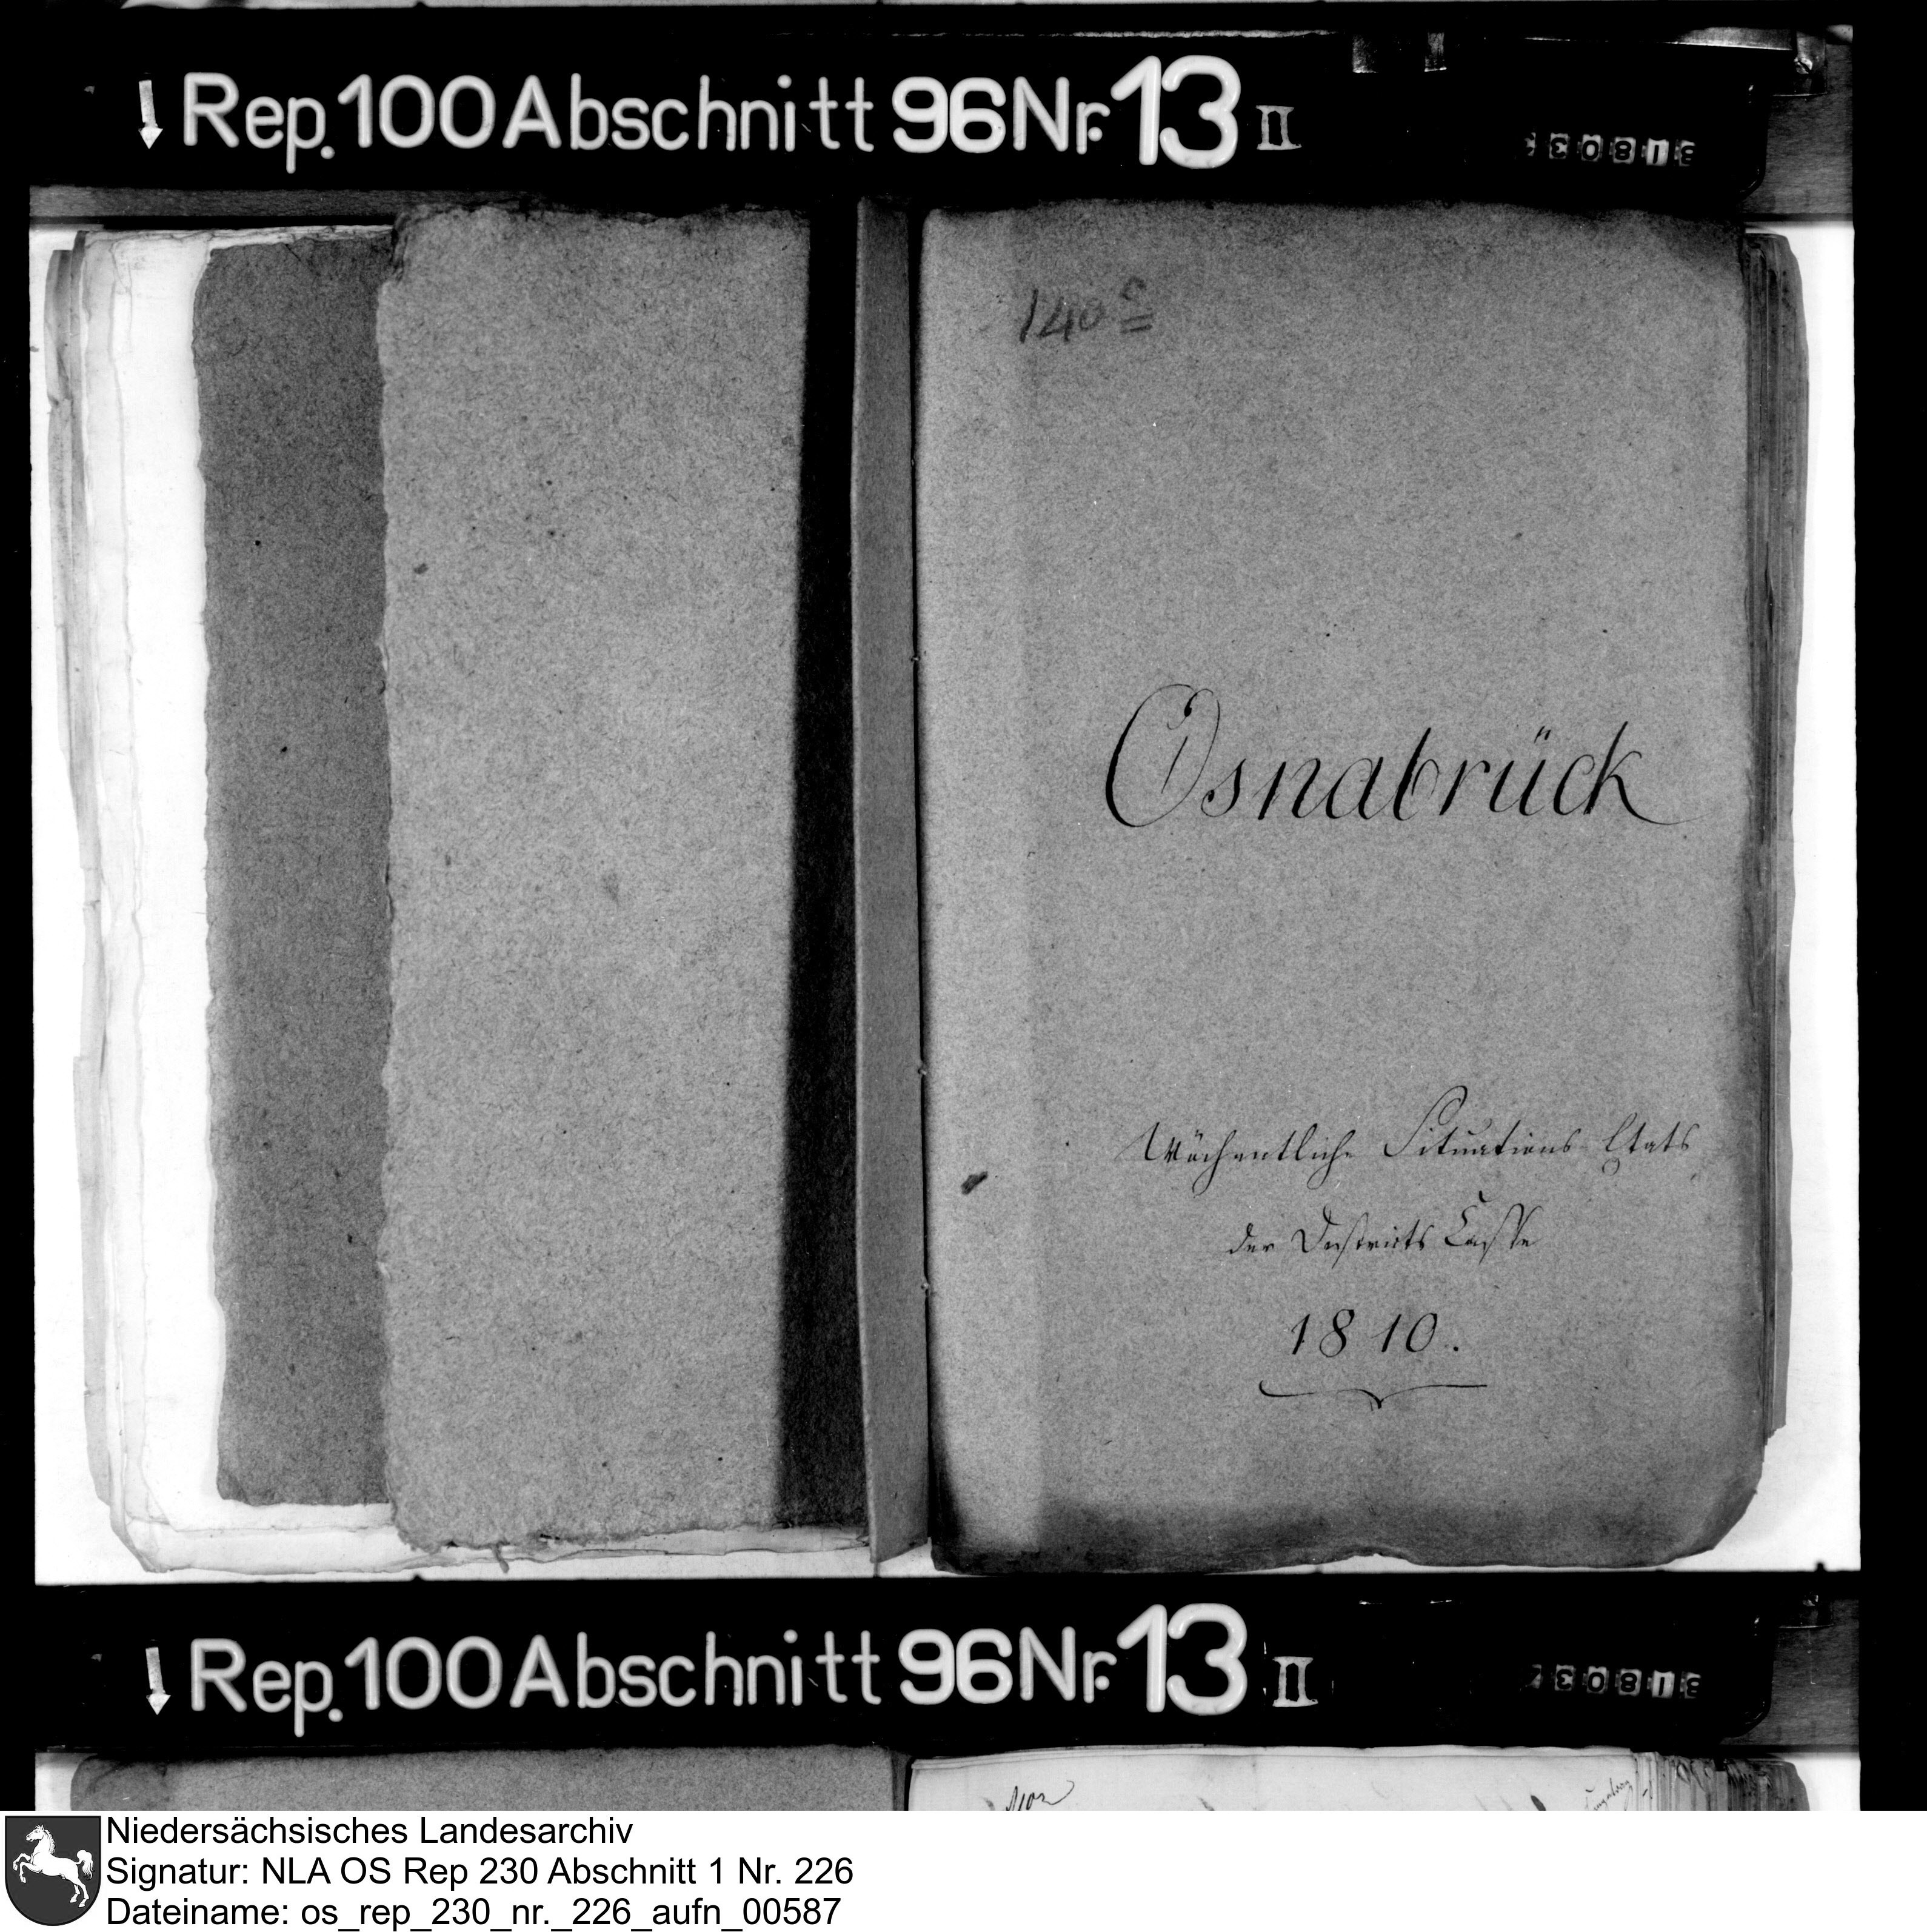 Rep. 100 Abschnitt 96 Nr. 13 II
140 c
Osnabrück
Wöchentliche Situations Etats
der Districts Casse
1810.
Rep. 100 Abschnitt 96 Nr. 13 II
Niedersächsisches Landesarchiv
Signatur: NLA OS Rep 230 Abschnitt 1 Nr. 226
Dateiname: os_rep_230_nr._226_aufn_00587